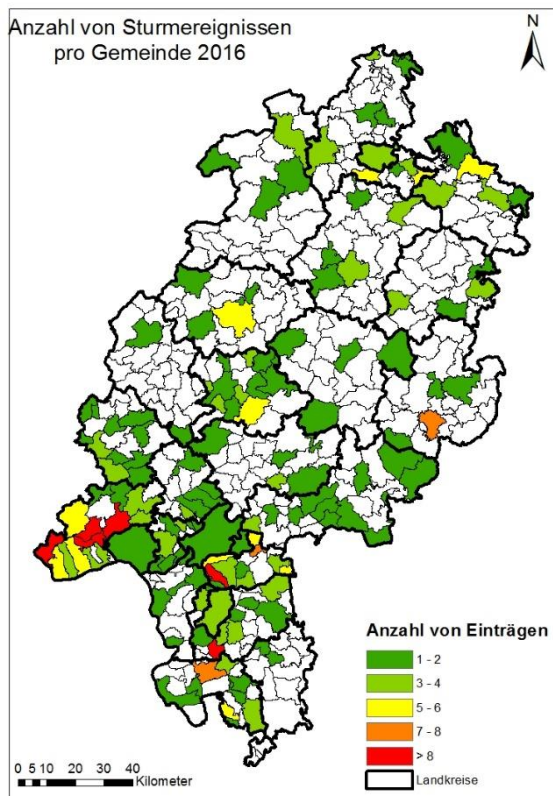 Anzahl von Sturmereignissen
pro Gemeinde 2016
N
Anzahl von Einträgen
1 - 2
3 - 4
5 - 6
7 - 8
> 8
Landkreise
0 5 10 20 30 40
Kilometer